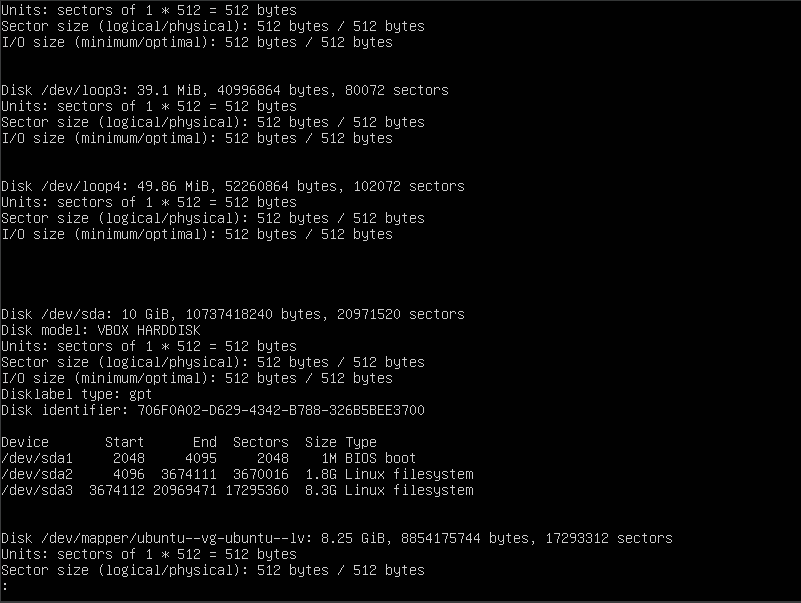 Units: sectors of 1 * 512 = 512 bytes
Sector size (logical/physical): 512 bytes / 512 bytes
I/O size (minimum/optimal): 512 bytes / 512 bytes
Disk /dev/loop3: 39.1 MiB, 40996864 bytes, 80072 sectors
Units: sectors of 1 * 512 = 512 bytes
Sector size (logical/physical): 512 bytes / 512 bytes
I/O size (minimum/optimal): 512 bytes / 512 bytes
Disk /dev/loop4: 49.86 MiB, 52260864 bytes, 102072 sectors
Units: sectors of 1 * 512 = 512 bytes
Sector size (logical/physical): 512 bytes / 512 bytes
I/O size (minimum/optimal): 512 bytes / 512 bytes
Disk /dev/sda: 10 GiB, 10737418240 bytes, 20971520 sectors
Disk model: VBOX HARDDISK
Units: sectors of 1 * 512 = 512 bytes
Sector size (logical/physical): 512 bytes / 512 bytes
I/O size (minimum/optimal): 512 bytes / 512 bytes
Disklabel type: gpt
Disk identifier: 706F0A02-D629-4342-B788-326B5BEE3700
Device       Start      End  Sectors  Size Type
/dev/sda1     2048     4095     2048    1M BIOS boot
/dev/sda2     4096  3674111  3670016  1.8G Linux filesystem
/dev/sda3  3674112 20969471 17295360  8.3G Linux filesystem
Disk /dev/mapper/ubuntu--vg-ubuntu--lv: 8.25 GiB, 8854175744 bytes, 17293312 sectors
Units: sectors of 1 * 512 = 512 bytes
Sector size (logical/physical): 512 bytes / 512 bytes
: